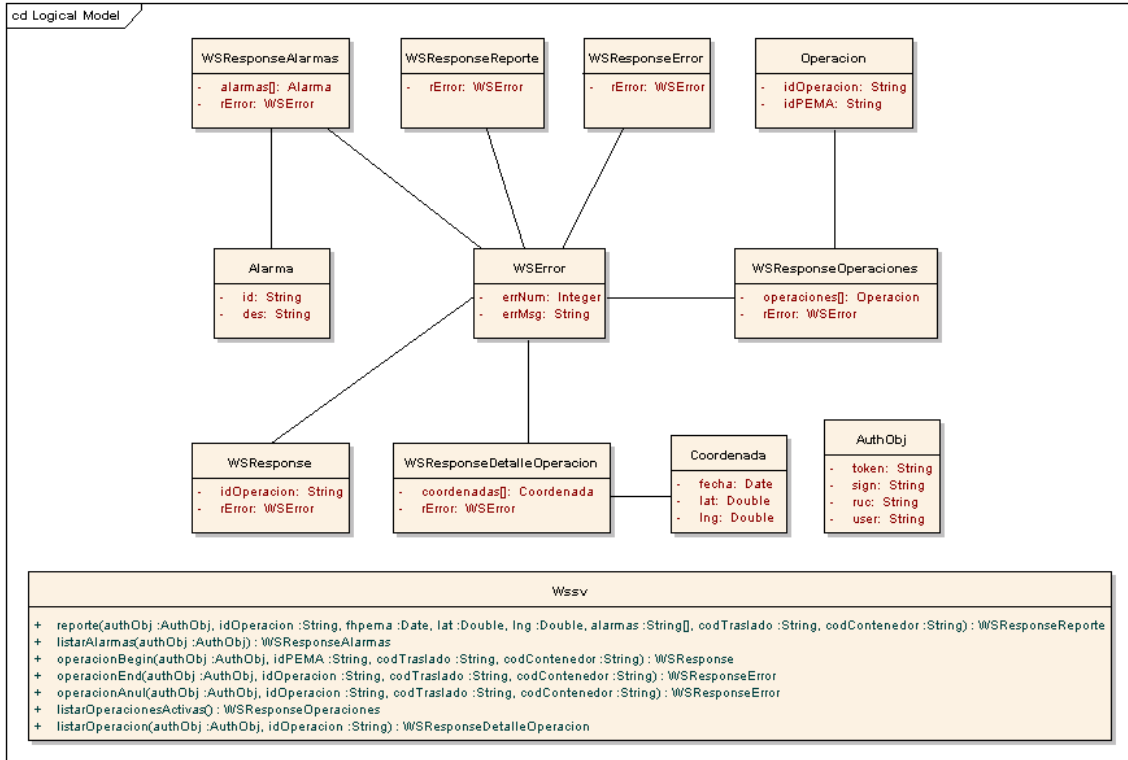 cd Logical Model
WSResponseAlarmas
- alarmas[]: Alarma
- rError: WSError
WSResponseReporte
- rError: WSError
WSResponseError
- rError: WSError
Operacion
- idOperacion: String
- idPEMA: String
Alarma
- id: String
- des: String
WSError
- errNum: Integer
- errMsg: String
WSResponseOperaciones
- operaciones[]: Operacion
- rError: WSError
WSResponse
- idOperacion: String
- rError: WSError
WSResponseDetalleOperacion
- coordenadas[]: Coordenada
- rError: WSError
Coordenada
- fecha: Date
- lat: Double
- lng: Double
AuthObj
- token: String
- sign: String
- ruc: String
- user: String
Wssv
+ reporte(authObj :AuthObj, idOperacion :String, fhpema :Date, lat :Double, lng :Double, alarmas :String[], codTraslado :String, codContenedor :String) : WSResponseReporte
+ listarAlarmas(authObj :AuthObj) : WSResponseAlarmas
+ operacionBegin(authObj :AuthObj, idPEMA :String, codTraslado :String, codContenedor :String) : WSResponse
+ operacionEnd(authObj :AuthObj, idOperacion :String, codTraslado :String, codContenedor :String) : WSResponseError
+ operacionAnul(authObj :AuthObj, idOperacion :String, codTraslado :String, codContenedor :String) : WSResponseError
+ listarOperacionesActivas() : WSResponseOperaciones
+ listarOperacion(authObj :AuthObj, idOperacion :String) : WSResponseDetalleOperacion